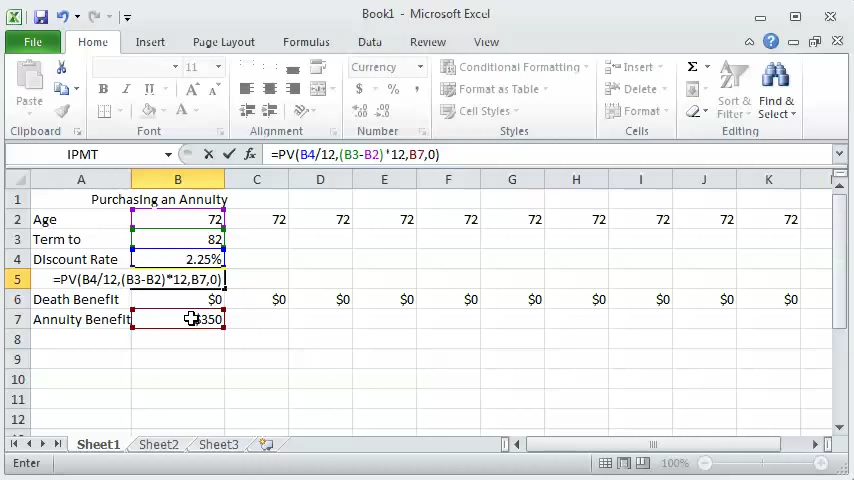 Book1 - Microsoft Excel
File Home Insert Page Layout Formulas Data Review View
11 Currency Conditional Formatting Insert
Paste B I U A A $ % , Format as Table Delete Sort & Find &
Cell Styles Format Filter Select
Clipboard Font Alignment Number Styles Cells Editing
IPMT =PV(B4/12,(B3-B2)*12,B7,0)
A B C D E F G H I J K
1 Purchasing an Annuity
2 Age 72 72 72 72 72 72 72 72 72 72
3 Term to 82
4 DIscount Rate 2.25%
5 =PV(B4/12,(B3-B2)*12,B7,0)
6 Death Benefit $0 $0 $0 $0 $0 $0 $0 $0 $0 $0
7 Annuity Benefit $350
8
9
10
11
12
Sheet1 Sheet2 Sheet3
Enter 100%